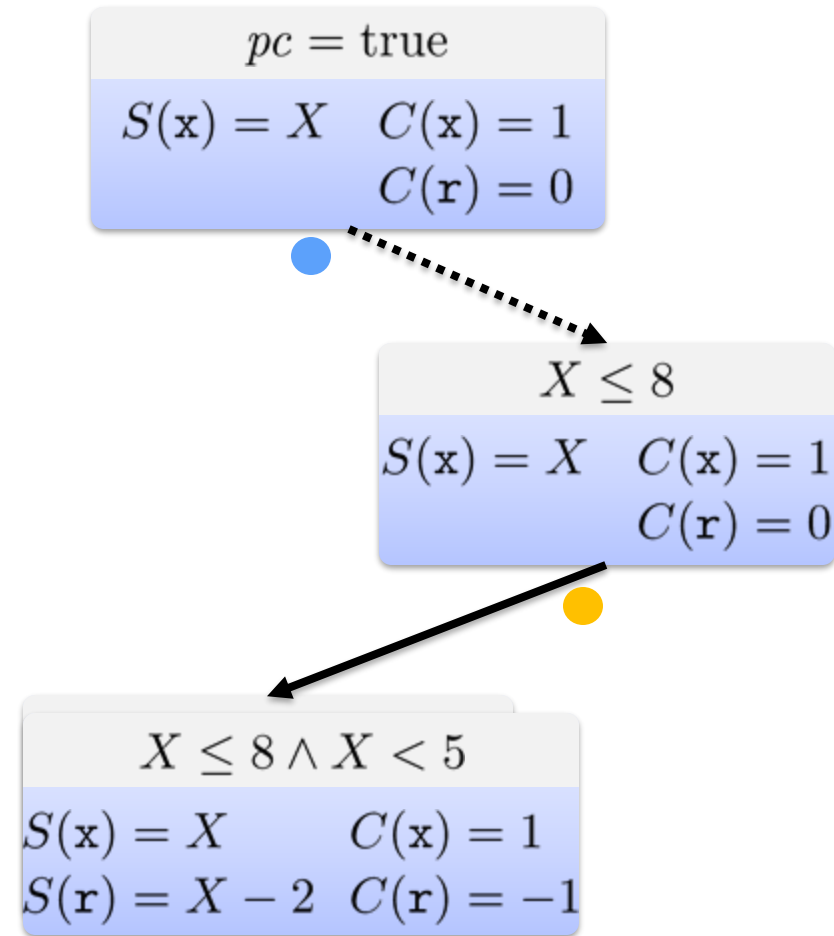 pc = true
S(x) = X C(x) = 1
C(r) = 0
X ≤ 8
S(x) = X C(x) = 1
C(r) = 0
X ≤ 8 ∧ X < 5
S(x) = X C(x) = 1
S(r) = X − 2 C(r) = −1